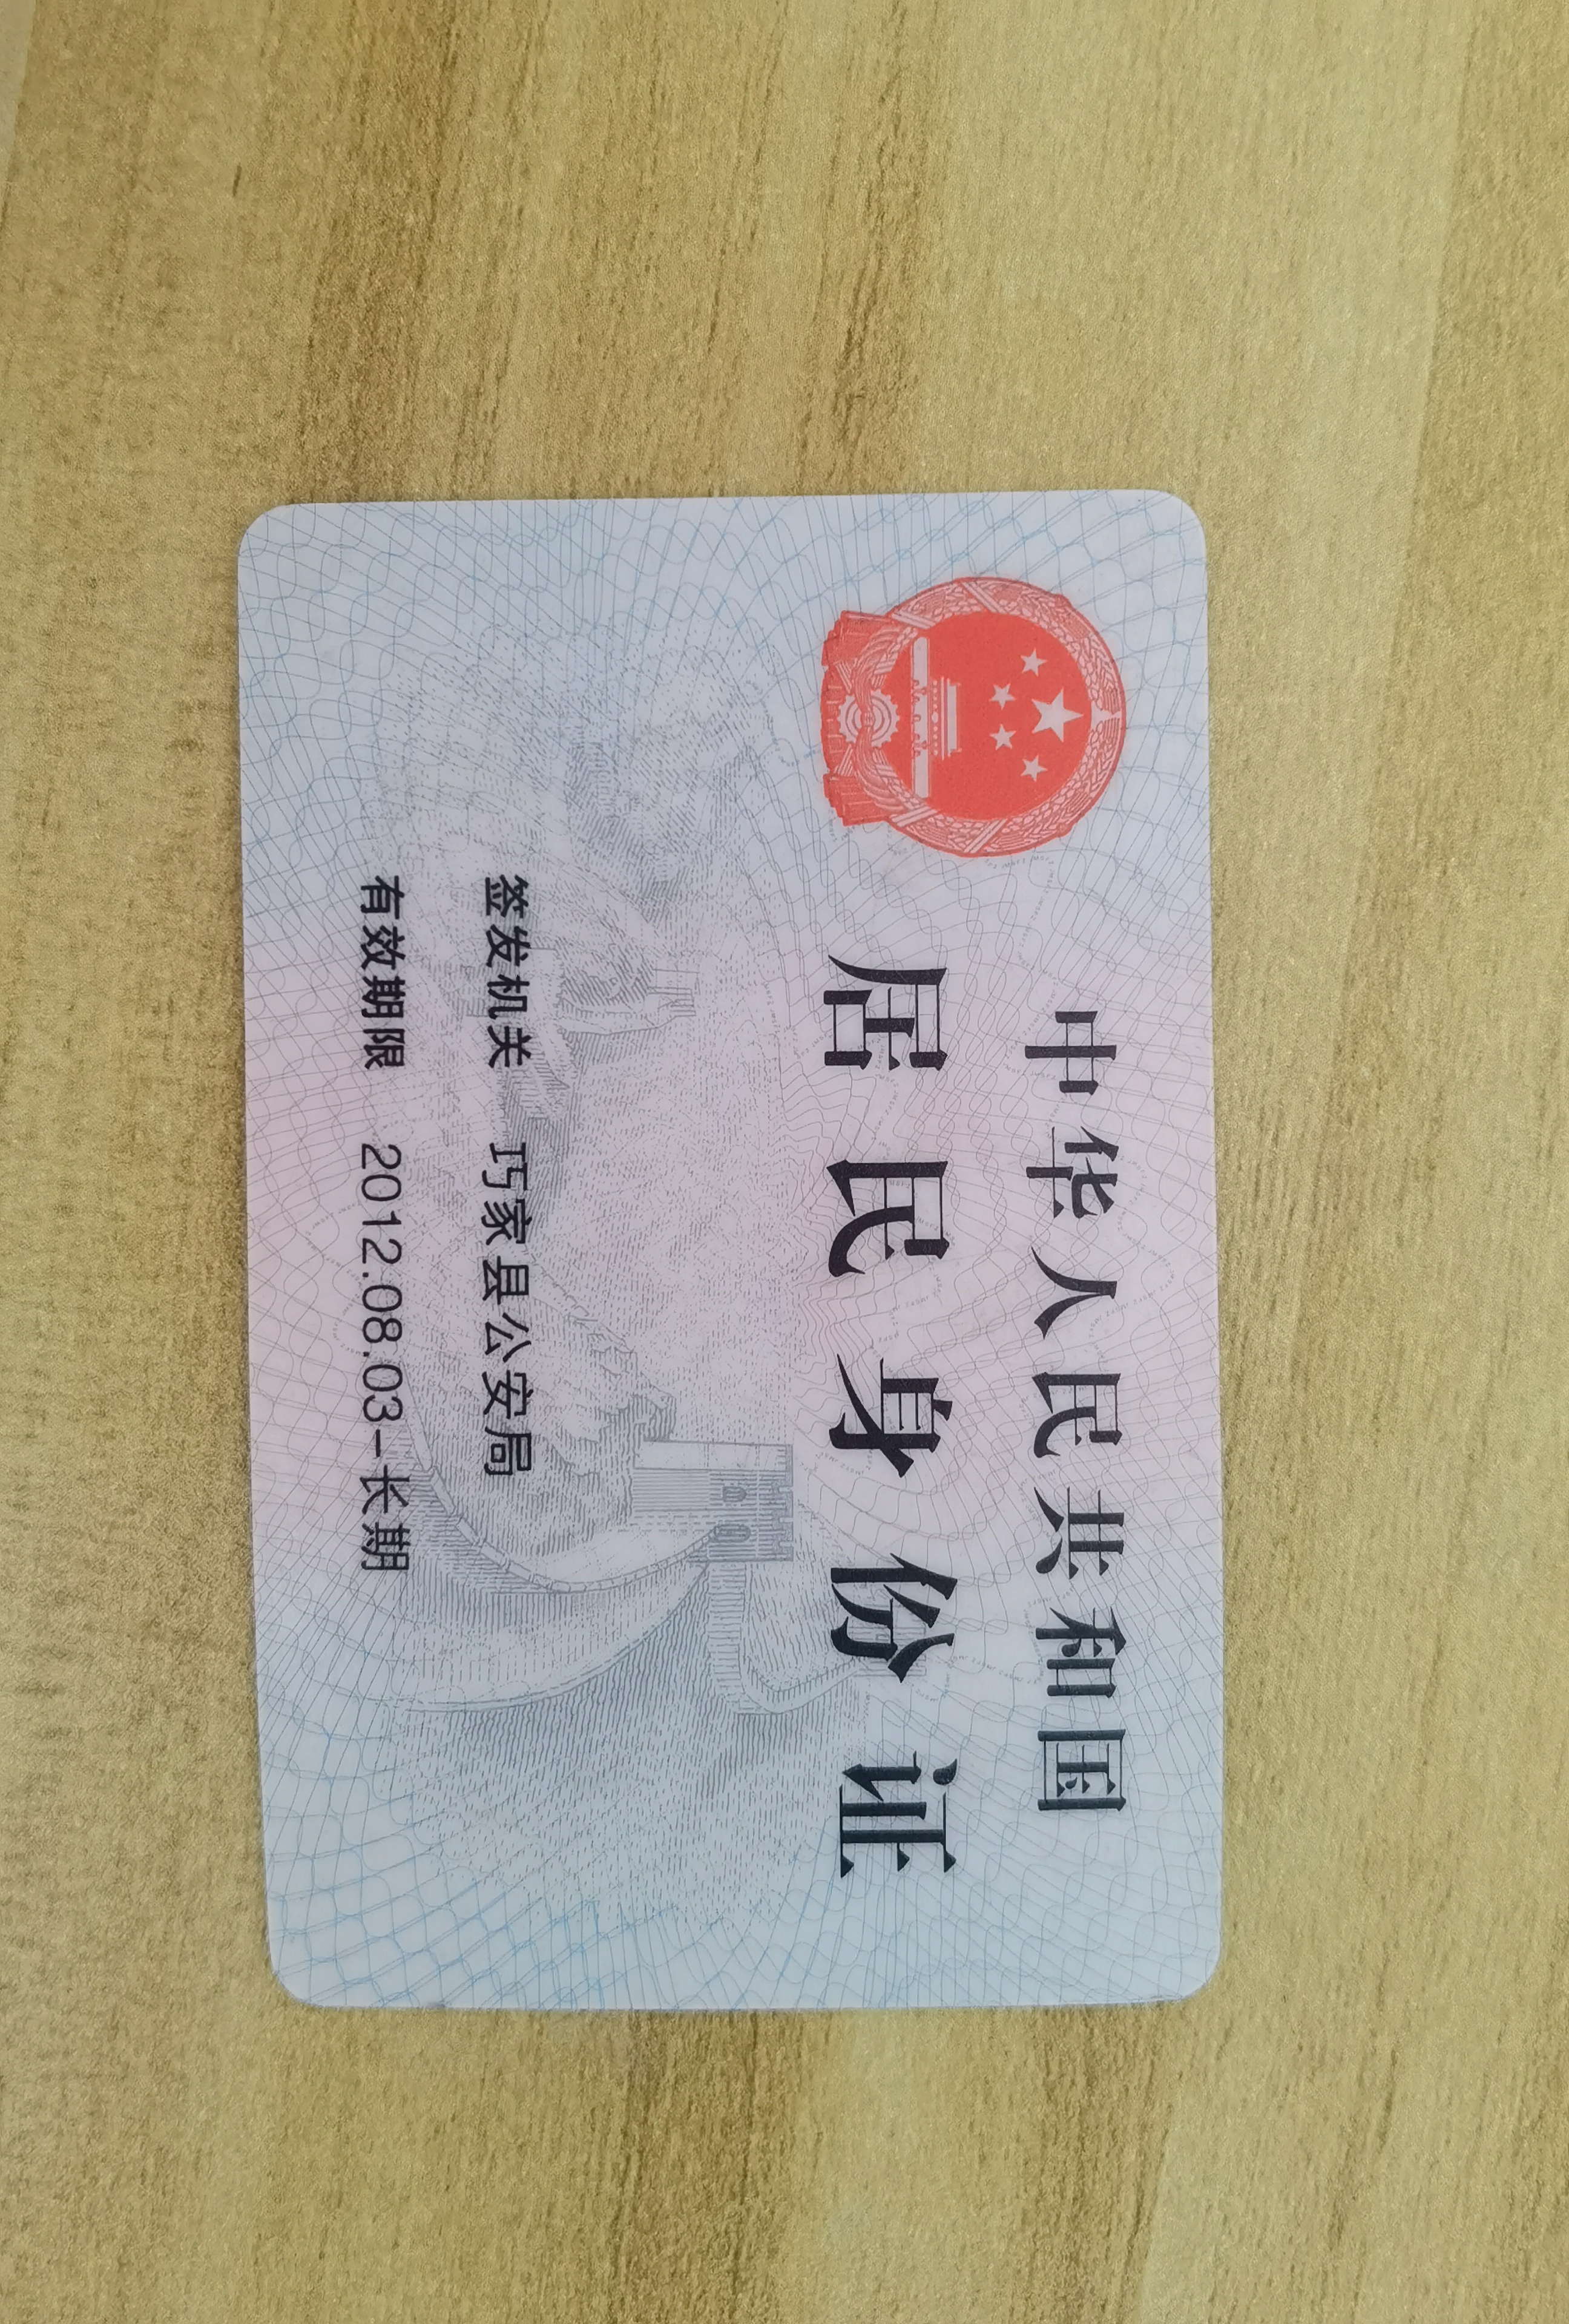 中华人民共和国
居民身份证
签发机关 巧家县公安局
有效期限 2012.08.03-长期